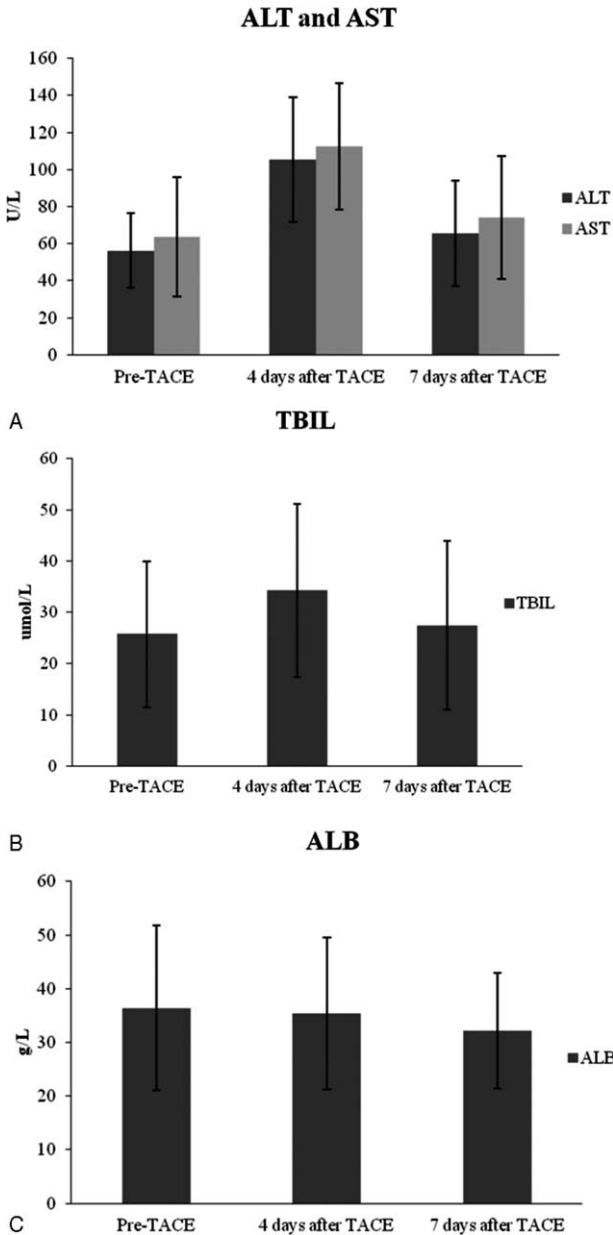 ALT and AST
160
140
120
100
80
60
40
20
0
U/L
ALT
AST
Pre-TACE 4 days after TACE 7 days after TACE
A
TBIL
60
50
40
30
20
10
0
umol/L
TBIL
Pre-TACE 4 days after TACE 7 days after TACE
B
ALB
60
50
40
30
20
10
0
g/L
ALB
Pre-TACE 4 days after TACE 7 days after TACE
C